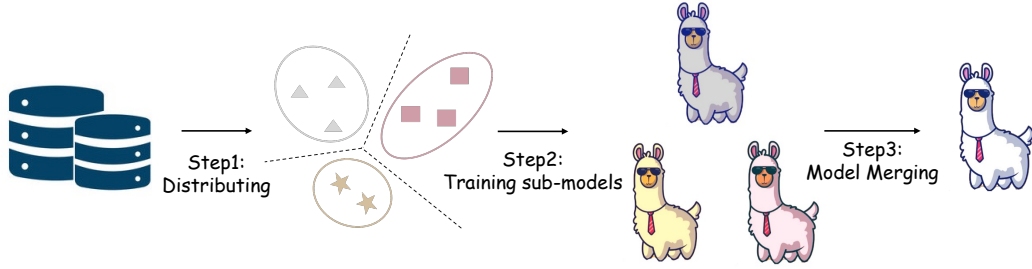 Step1:
Distributing
Step2:
Training sub-models
Step3:
Model Merging